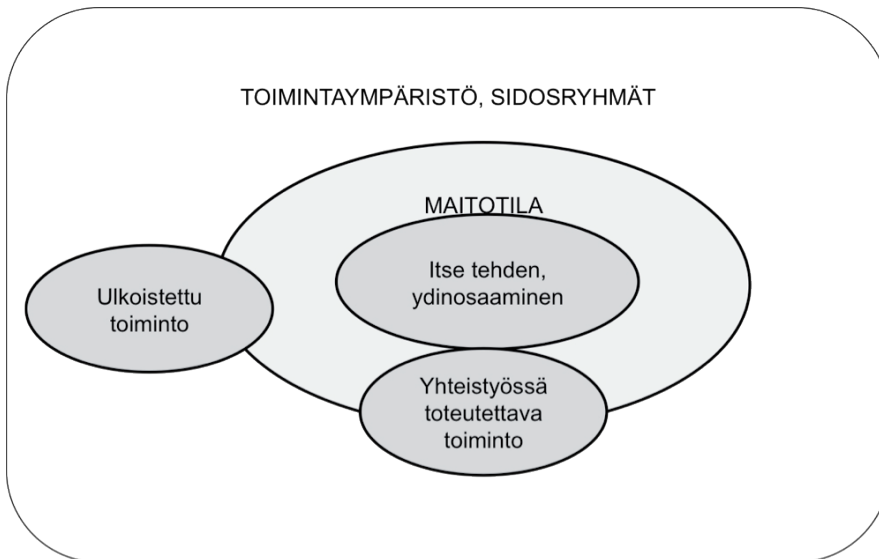 TOIMINTAYMPÄRISTÖ, SIDOSRYHMÄT
MAITOTILA
Itse tehden,
ydinosaaminen
Ulkoistettu
toiminto
Yhteistyössä
toteutettava
toiminto